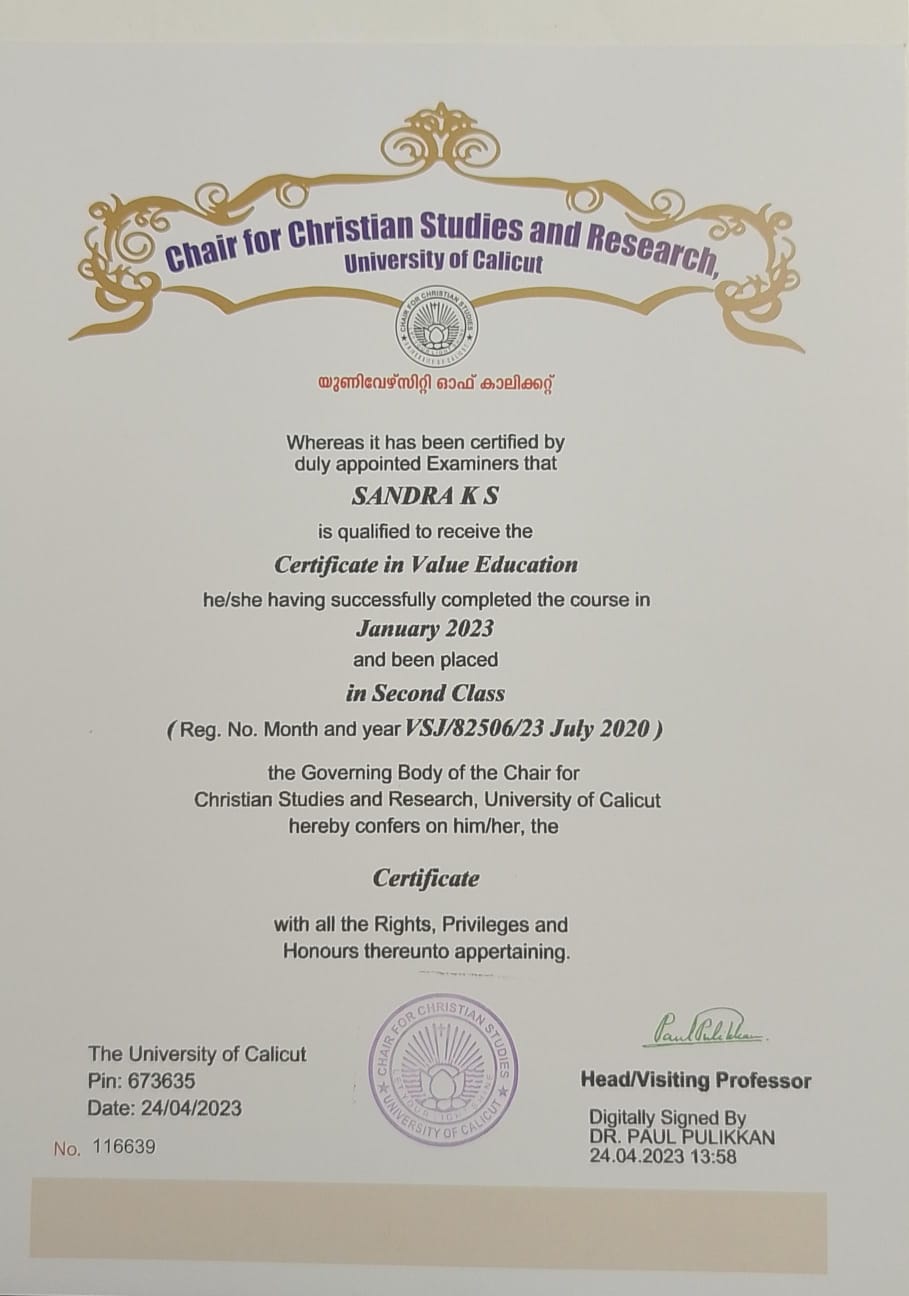 Chair for Christian Studies and Research,
University of Calicut
CHAIR FOR CHRISTIAN STUDIES
UNIVERSITY OF CALICUT
യുണിവേഴ്സിറ്റി ഓഫ് കാലിക്കറ്റ്
Whereas it has been certified by
duly appointed Examiners that
SANDRA K S
is qualified to receive the
Certificate in Value Education
he/she having successfully completed the course in
January 2023
and been placed
in Second Class
( Reg. No. Month and year VSJ/82506/23 July 2020 )
the Governing Body of the Chair for
Christian Studies and Research, University of Calicut
hereby confers on him/her, the
Certificate
with all the Rights, Privileges and
Honours thereunto appertaining.
CHAIR FOR CHRISTIAN STUDIES
LET YOUR LIGHT SHINE
UNIVERSITY OF CALICUT
Paul Pulikkan
The University of Calicut
Pin: 673635
Date: 24/04/2023
No. 116639
Head/Visiting Professor
Digitally Signed By
DR. PAUL PULIKKAN
24.04.2023 13:58